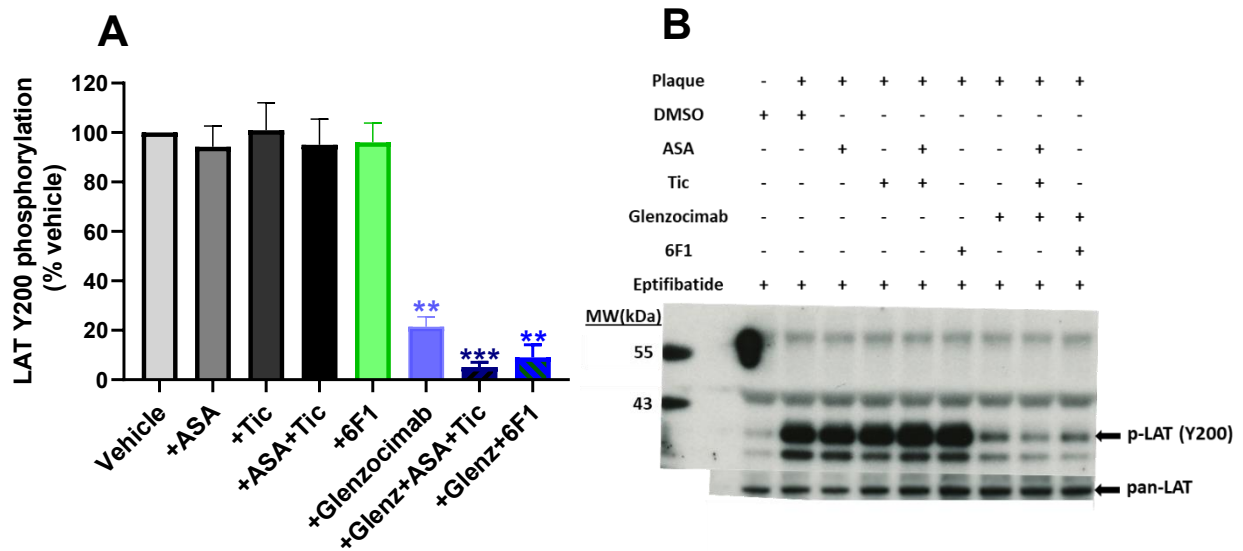 A
LAT Y200 phosphorylation
(% vehicle)
120
100
80
60
40
20
0
**
***
**
Vehicle
+ASA
+Tic
+ASA+Tic
+6F1
+Glenzocimab
+Glenz+ASA+Tic
+Glenz+6F1
B
Plaque - + + + + + + + +
DMSO + + - - - - - - -
ASA - - + - + - - + -
Tic - - - + + - - + -
Glenzocimab - - - - - - + + +
6F1 - - - - - + - - +
Eptifibatide + + + + + + + + +
MW(kDa)
55
43
p-LAT (Y200)
pan-LAT